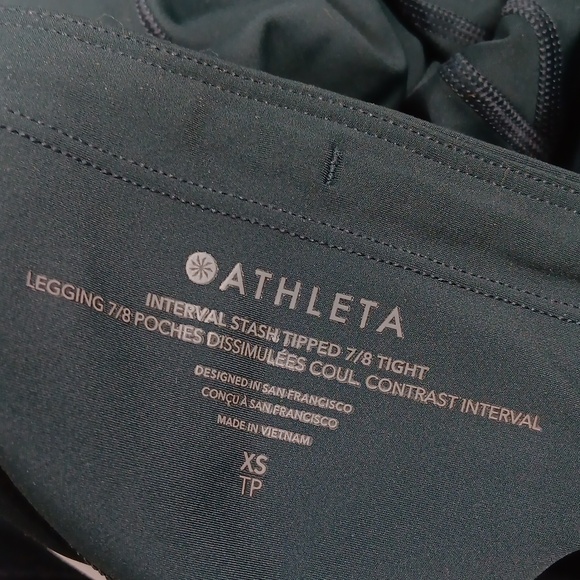 ATHLETA
INTERVAL STASH TIPPED 7/8 TIGHT
LEGGING 7/8 POCHES DISSIMULÉES COUL. CONTRAST INTERVAL
DESIGNED IN SAN FRANCISCO
CONÇU À SAN FRANCISCO
MADE IN VIETNAM
XS
TP